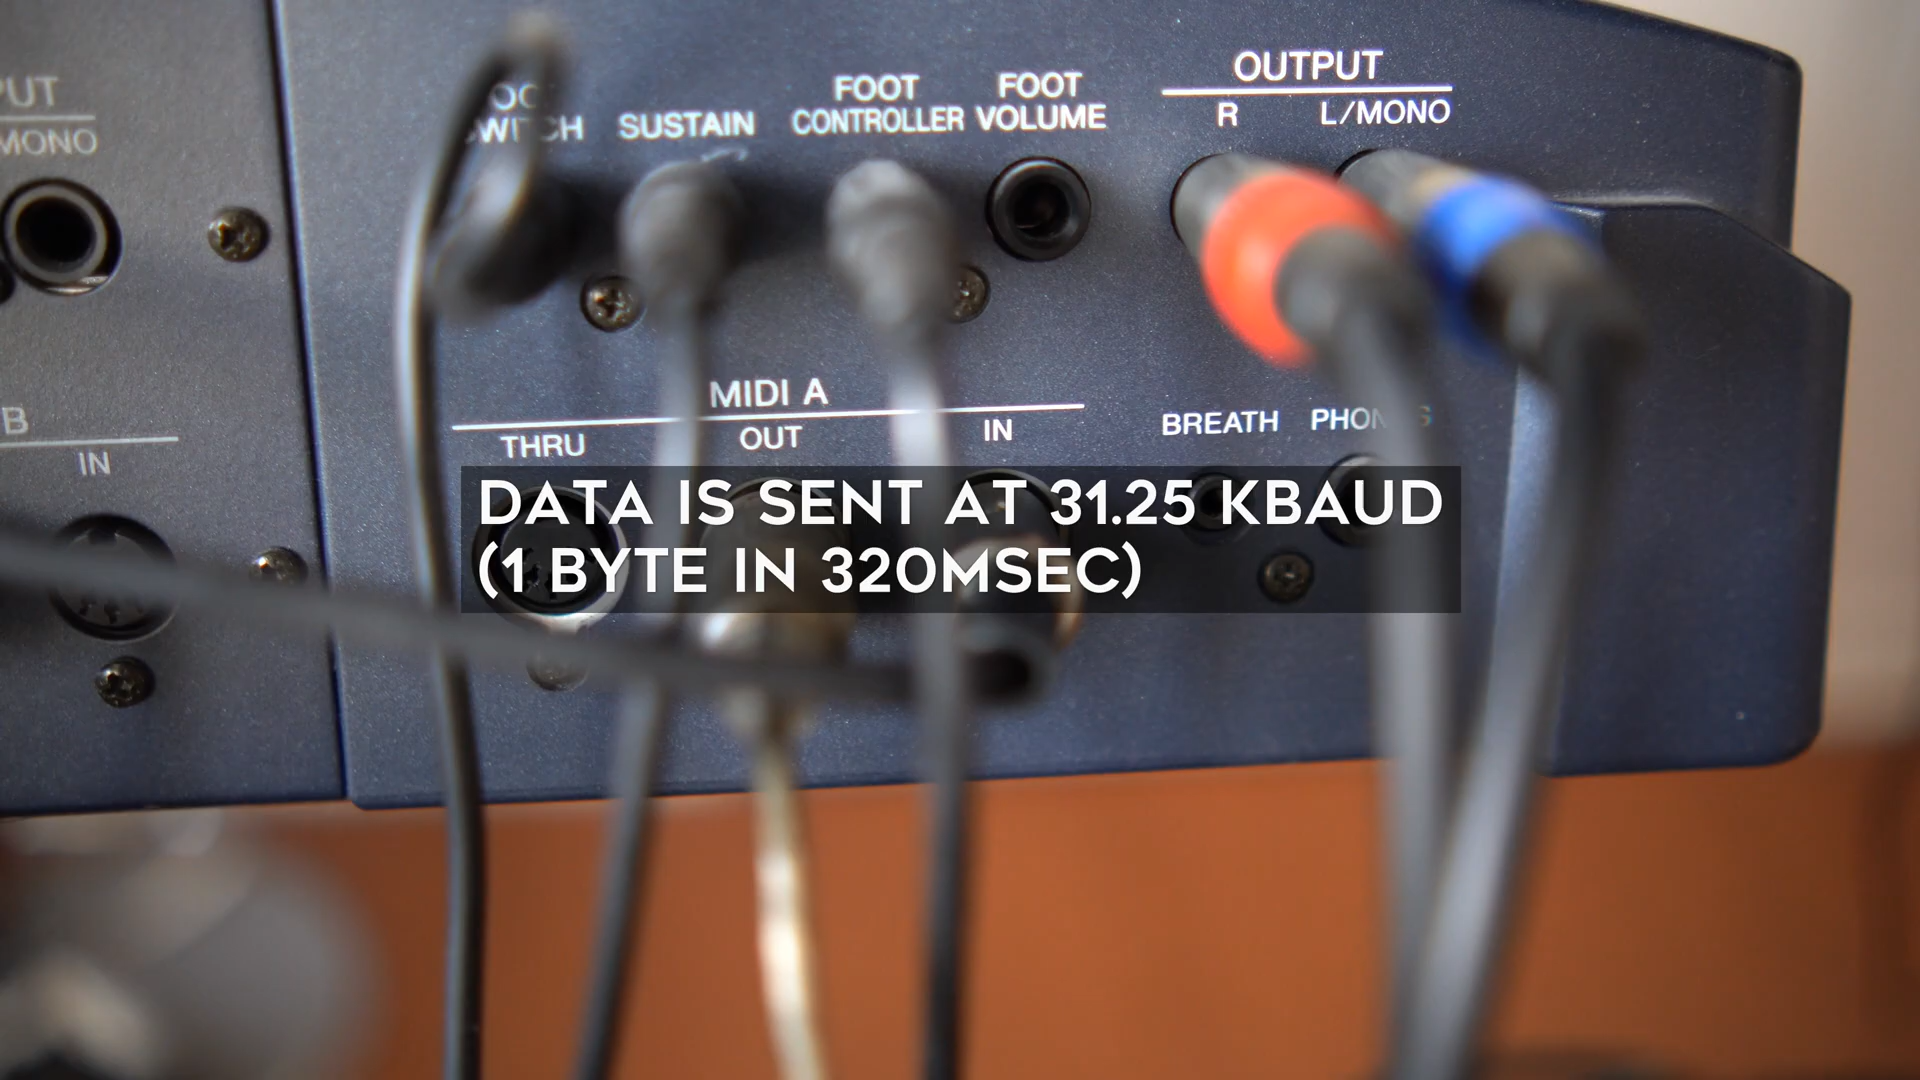 OUTPUT
FOOT
FOOT
R
L/MONO
SUSTAIN
CONTROLLER
VOLUME
MONO
MIDI A
THRU
OUT
IN
BREATH
B
IN
DATA IS SENT AT 31.25 KBAUD
(1 BYTE IN 320MSEC)